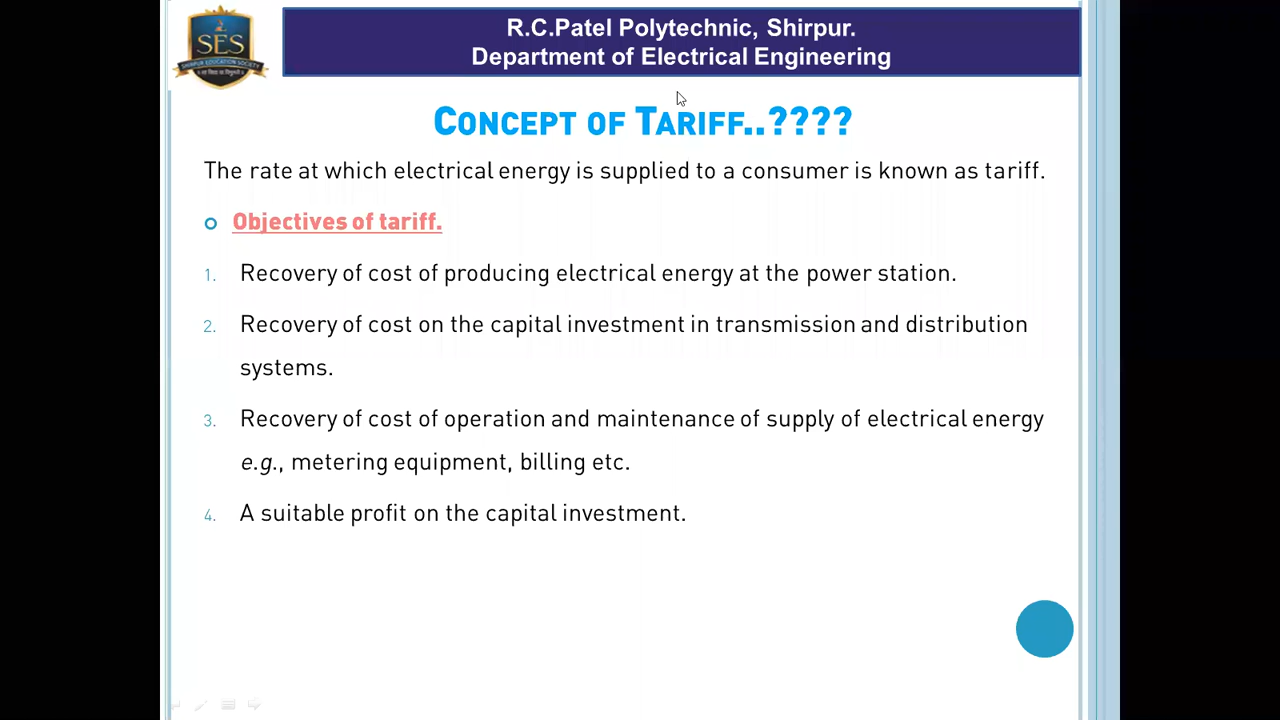 SES
SHIRPUR EDUCATION SOCIETY
R.C.Patel Polytechnic, Shirpur.
Department of Electrical Engineering
CONCEPT OF TARIFF..????
The rate at which electrical energy is supplied to a consumer is known as tariff.
Objectives of tariff.
1. Recovery of cost of producing electrical energy at the power station.
2. Recovery of cost on the capital investment in transmission and distribution
systems.
3. Recovery of cost of operation and maintenance of supply of electrical energy
e.g., metering equipment, billing etc.
4. A suitable profit on the capital investment.